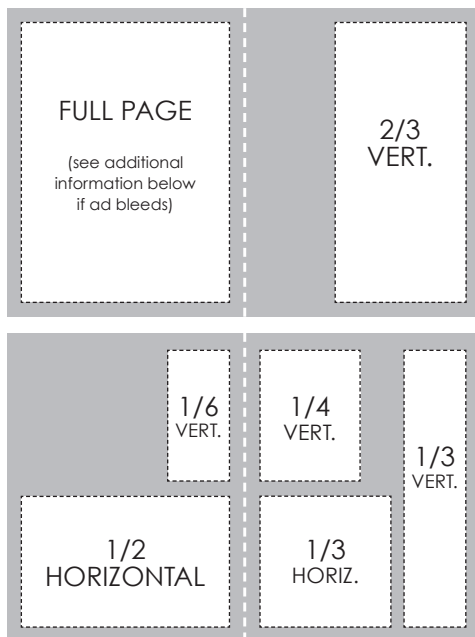 FULL PAGE
(see additional
information below
if ad bleeds)
2/3
VERT.
1/6
VERT.
1/4
VERT.
1/3
VERT.
1/2
HORIZONTAL
1/3
HORIZ.